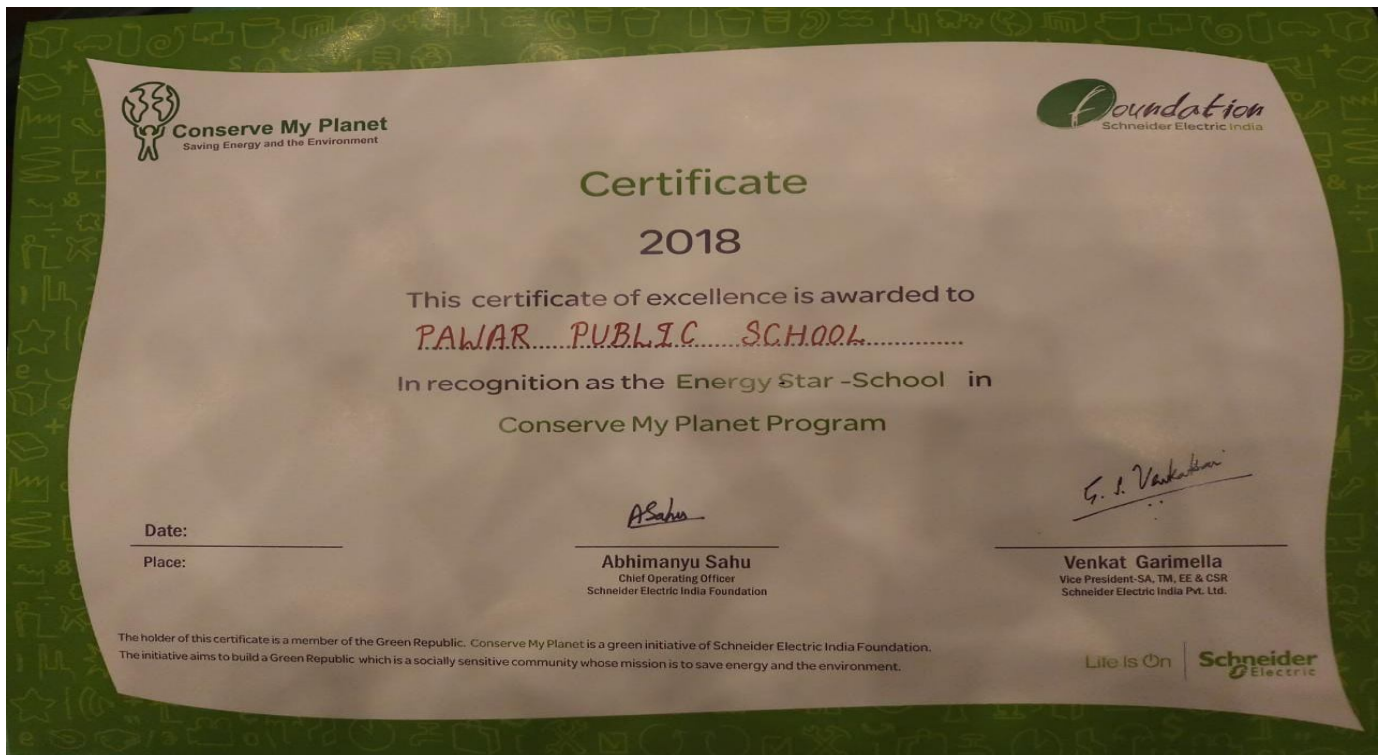 Conserve My Planet
Saving Energy and the Environment
Foundation
Schneider Electric India
Certificate
2018
This certificate of excellence is awarded to
PAWAR PUBLIC SCHOOL
In recognition as the Energy Star -School in
Conserve My Planet Program
ASahu
G. S. Venkat
Date:
Place:
Abhimanyu Sahu
Chief Operating Officer
Schneider Electric India Foundation
Venkat Garimella
Vice President-SA, TM, EE & CSR
Schneider Electric India Pvt. Ltd.
The holder of this certificate is a member of the Green Republic. Conserve My Planet is a green initiative of Schneider Electric India Foundation.
The initiative aims to build a Green Republic which is a socially sensitive community whose mission is to save energy and the environment.
Life Is On
Schneider
Electric